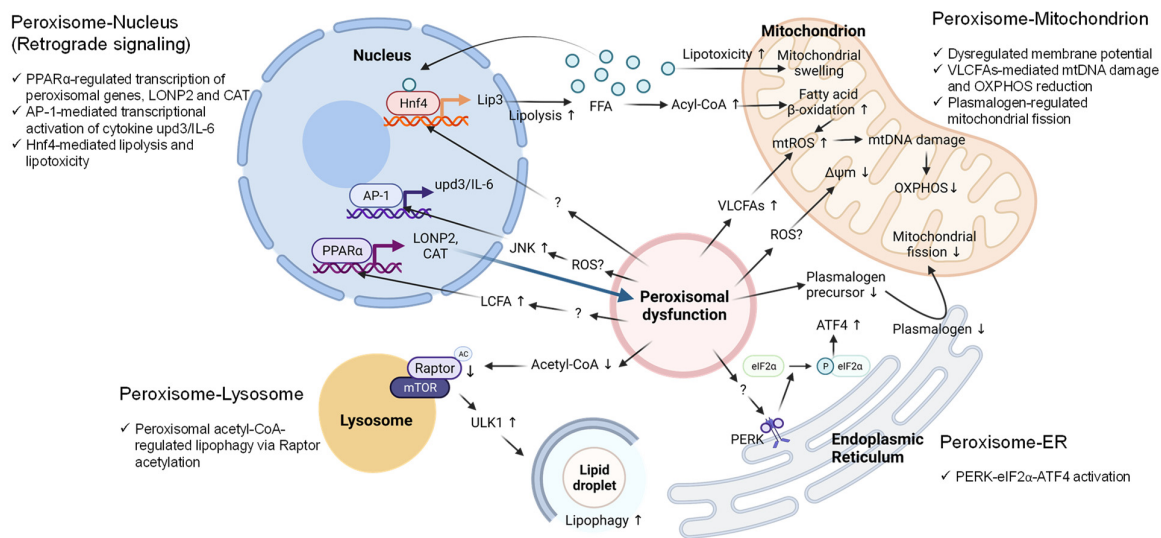 Peroxisome-Nucleus
(Retrograde signaling)
✓ PPARα-regulated transcription of
peroxisomal genes, LONP2 and CAT
✓ AP-1-mediated transcriptional
activation of cytokine upd3/IL-6
✓ Hnf4-mediated lipolysis and
lipotoxicity
Nucleus
Hnf4
Lip3
Lipolysis ↑
FFA
AP-1
upd3/IL-6
PPARα
LONP2,
CAT
?
JNK ↑
ROS?
LCFA ↑
?
Mitochondrion
Lipotoxicity ↑
Mitochondrial
swelling
Acyl-CoA ↑
Fatty acid
β-oxidation ↑
mtROS ↑
mtDNA damage
Δψm ↓
OXPHOS↓
VLCFAs ↑
ROS?
Mitochondrial
fission ↓
Peroxisome-Mitochondrion
✓ Dysregulated membrane potential
✓ VLCFAs-mediated mtDNA damage
and OXPHOS reduction
✓ Plasmalogen-regulated
mitochondrial fission
Peroxisomal
dysfunction
Plasmalogen
precursor ↓
Plasmalogen ↓
ATF4 ↑
eIF2α
P
eIF2α
?
PERK
Endoplasmic
Reticulum
Peroxisome-ER
✓ PERK-eIF2α-ATF4 activation
Acetyl-CoA ↓
AC
Raptor
↓
mTOR
Lysosome
ULK1 ↑
Lipid
droplet
Lipophagy ↑
Peroxisome-Lysosome
✓ Peroxisomal acetyl-CoA-
regulated lipophagy via Raptor
acetylation